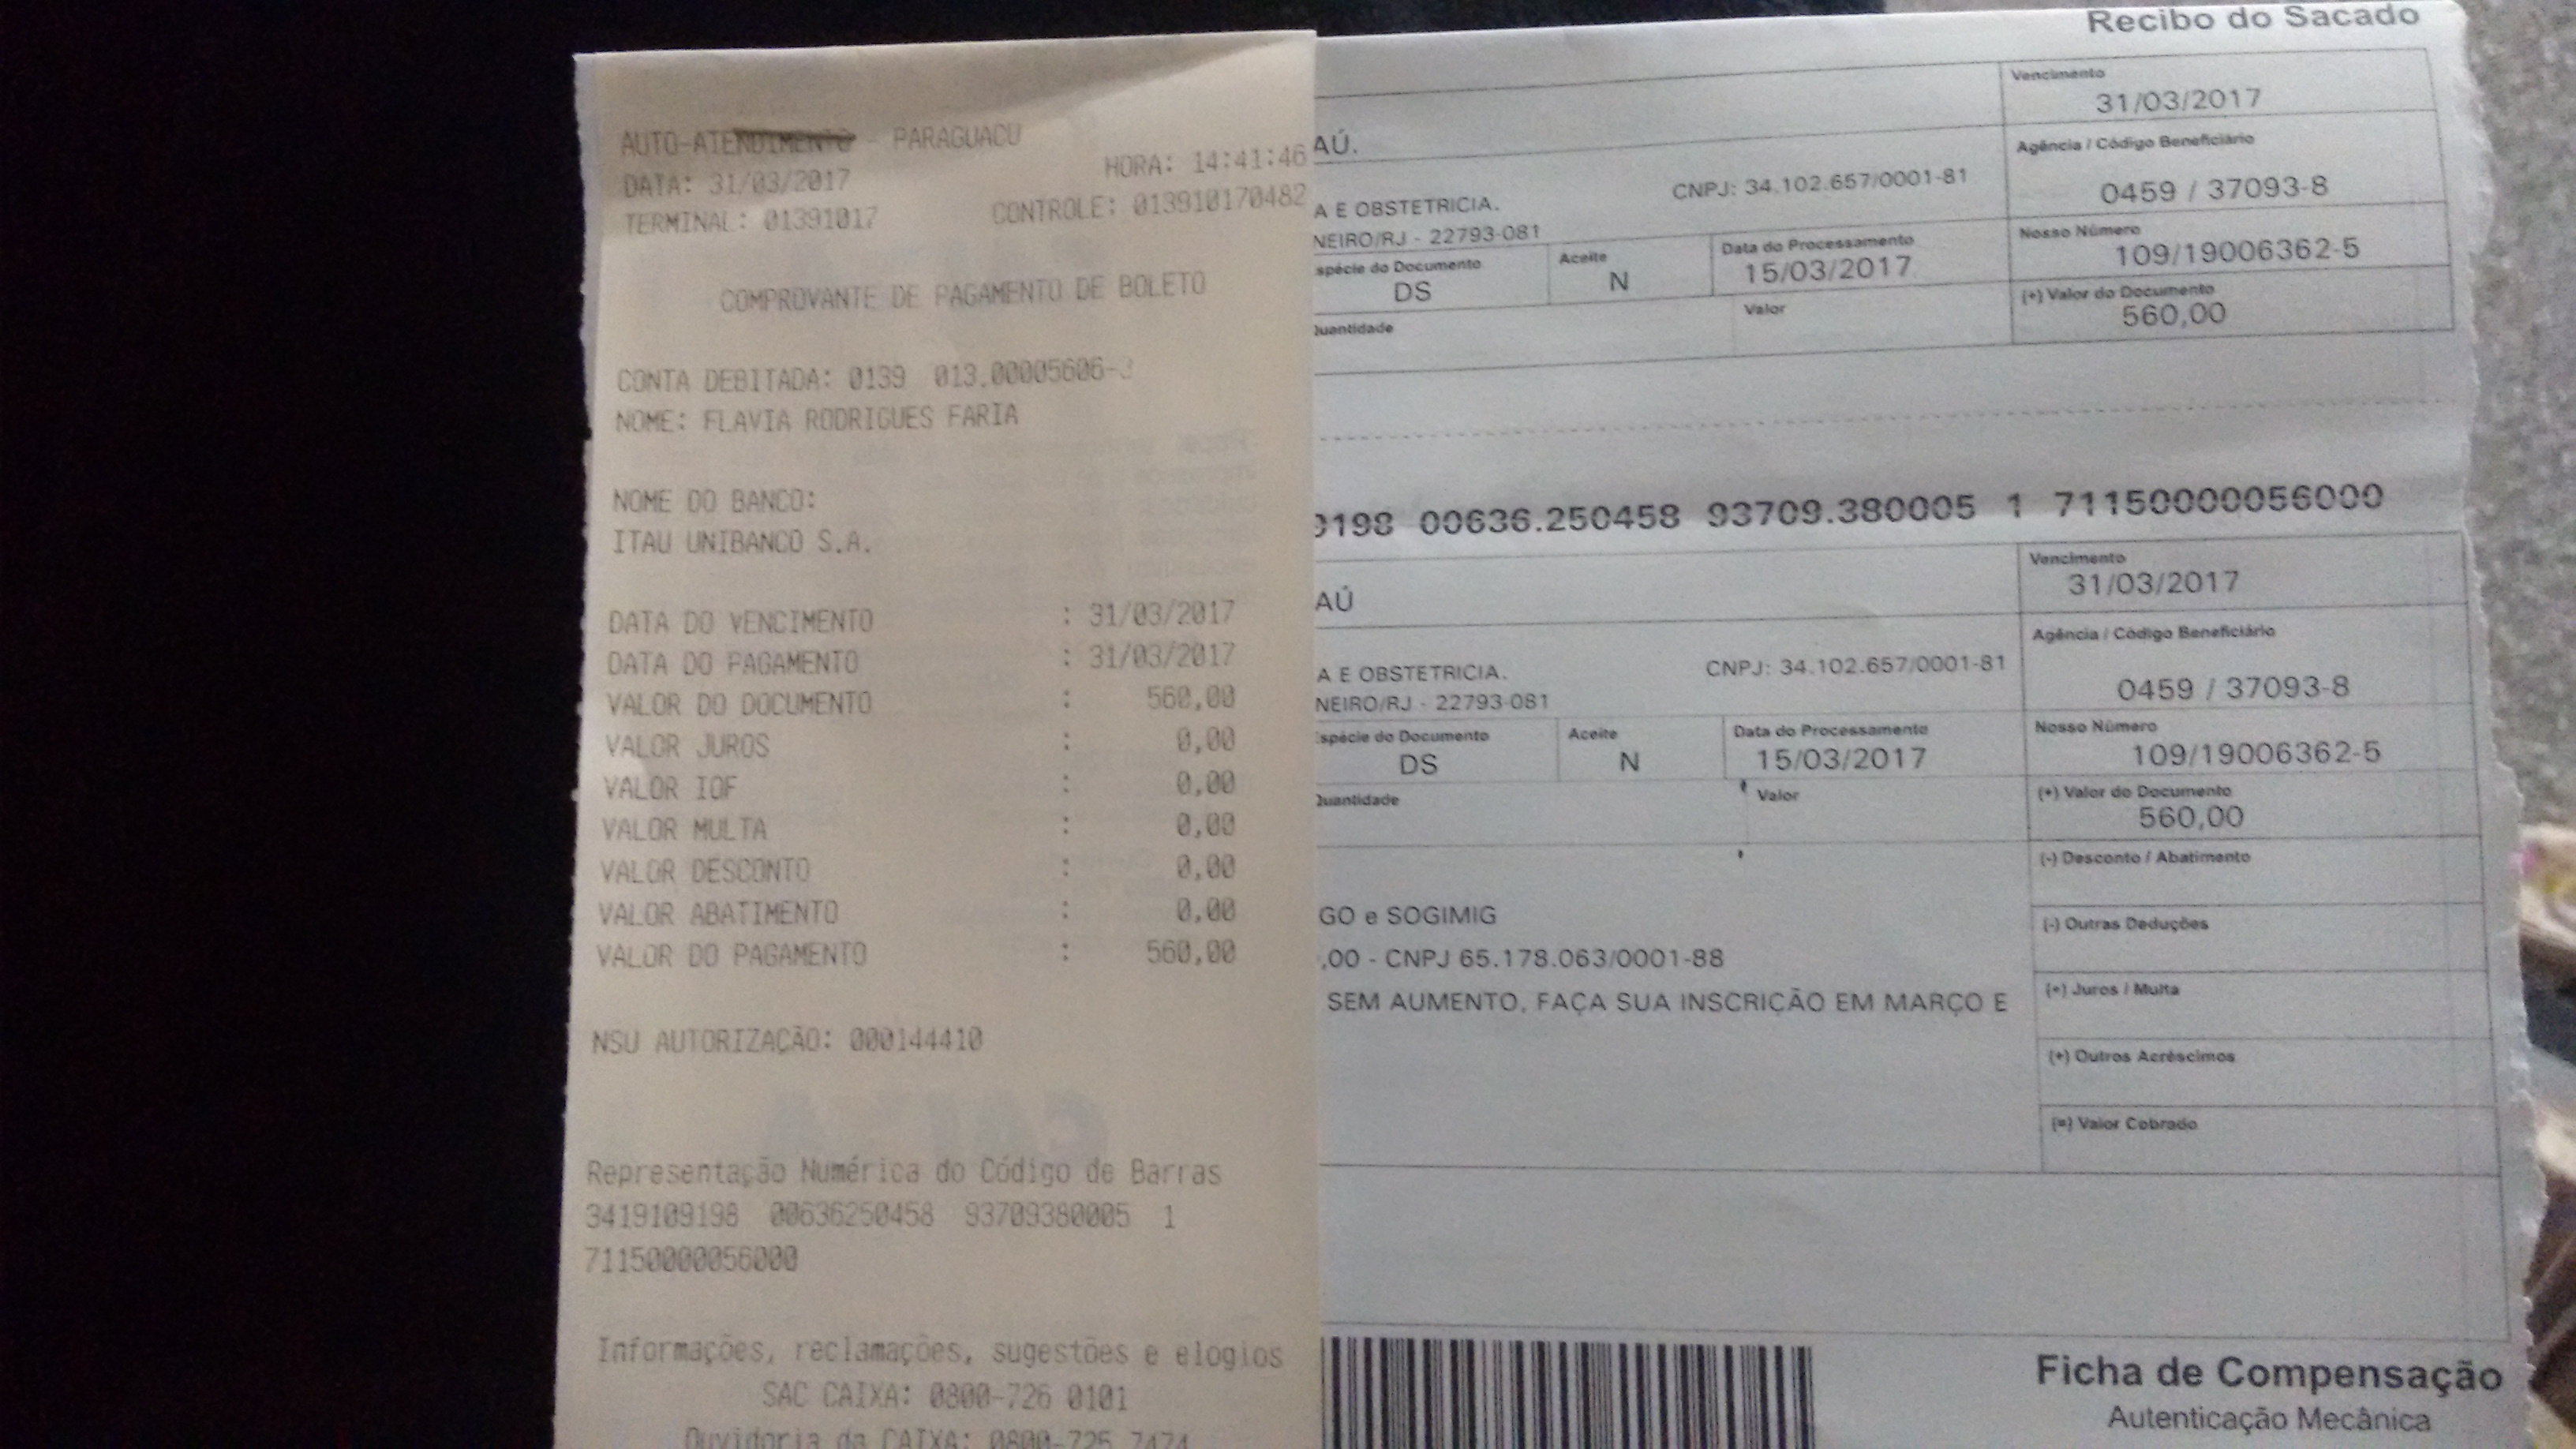 AUTO-ATENDIMENTO - PARAGUACU
DATA: 31/03/2017 HORA: 14:41:46
TERMINAL: 01391017 CONTROLE: 013910170482
COMPROVANTE DE PAGAMENTO DE BOLETO
CONTA DEBITADA: 0139 013.00005606-3
NOME: FLAVIA RODRIGUES FARIA
NOME DO BANCO:
ITAU UNIBANCO S.A.
DATA DO VENCIMENTO : 31/03/2017
DATA DO PAGAMENTO : 31/03/2017
VALOR DO DOCUMENTO : 560,00
VALOR JUROS : 0,00
VALOR IOF : 0,00
VALOR MULTA : 0,00
VALOR DESCONTO : 0,00
VALOR ABATIMENTO : 0,00
VALOR DO PAGAMENTO : 560,00
NSU AUTORIZAÇÃO: 000144410
Representação Numérica do Código de Barras
3419109198 00636250458 93709380005 1
71150000056000
Informações, reclamações, sugestões e elogios
SAC CAIXA: 0800-726 0101
Ouvidoria da CAIXA: 0800-725 7474
Recibo do Sacado
Vencimento
31/03/2017
AÚ.
Agência / Código Beneficiário
CNPJ: 34.102.657/0001-81
0459 / 37093-8
A E OBSTETRICIA.
NEIRO/RJ - 22793-081
spécie do Documento Aceite Data do Processamento Nosso Número
DS N 15/03/2017 109/19006362-5
Quantidade Valor (+) Valor do Documento
560,00
9198 00636.250458 93709.380005 1 71150000056000
Vencimento
AÚ 31/03/2017
Agência / Código Beneficiário
A E OBSTETRICIA. CNPJ: 34.102.657/0001-81
NEIRO/RJ - 22793-081 0459 / 37093-8
spécie do Documento Aceite Data do Processamento Nosso Número
DS N 15/03/2017 109/19006362-5
Quantidade Valor (+) Valor do Documento
560,00
(-) Desconto / Abatimento
GO e SOGIMIG
(-) Outras Deduções
,00 - CNPJ 65.178.063/0001-88
SEM AUMENTO, FAÇA SUA INSCRIÇÃO EM MARÇO E
(+) Juros / Multa
(+) Outros Acréscimos
(=) Valor Cobrado
Ficha de Compensação
Autenticação Mecânica